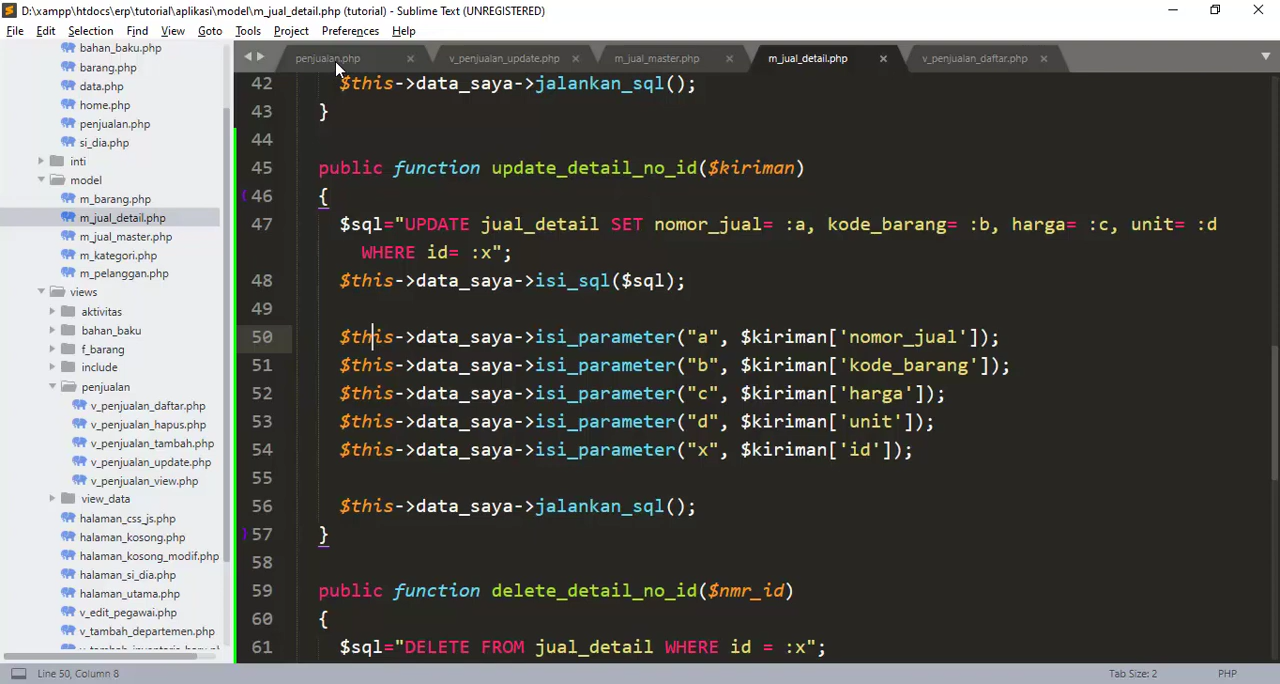 D:\xampp\htdocs\erp\tutorial\aplikasi\model\m_jual_detail.php (tutorial) - Sublime Text (UNREGISTERED)
File Edit Selection Find View Goto Tools Project Preferences Help
bahan_baku.php
barang.php
data.php
home.php
penjualan.php
si_dia.php
inti
model
m_barang.php
m_jual_detail.php
m_jual_master.php
m_kategori.php
m_pelanggan.php
views
aktivitas
bahan_baku
f_barang
include
penjualan
v_penjualan_daftar.php
v_penjualan_hapus.php
v_penjualan_tambah.php
v_penjualan_update.php
v_penjualan_view.php
view_data
halaman_css_js.php
halaman_kosong.php
halaman_kosong_modif.php
halaman_si_dia.php
halaman_utama.php
v_edit_pegawai.php
v_tambah_departemen.php
penjualan.php v_penjualan_update.php m_jual_master.php m_jual_detail.php v_penjualan_daftar.php
42 $this->data_saya->jalankan_sql();
43 }
44
45 public function update_detail_no_id($kiriman)
46 {
47 $sql="UPDATE jual_detail SET nomor_jual= :a, kode_barang= :b, harga= :c, unit= :d
WHERE id= :x";
48 $this->data_saya->isi_sql($sql);
49
50 $this->data_saya->isi_parameter("a", $kiriman['nomor_jual']);
51 $this->data_saya->isi_parameter("b", $kiriman['kode_barang']);
52 $this->data_saya->isi_parameter("c", $kiriman['harga']);
53 $this->data_saya->isi_parameter("d", $kiriman['unit']);
54 $this->data_saya->isi_parameter("x", $kiriman['id']);
55
56 $this->data_saya->jalankan_sql();
57 }
58
59 public function delete_detail_no_id($nmr_id)
60 {
61 $sql="DELETE FROM jual_detail WHERE id = :x";
Line 50, Column 8
Tab Size: 2
PHP